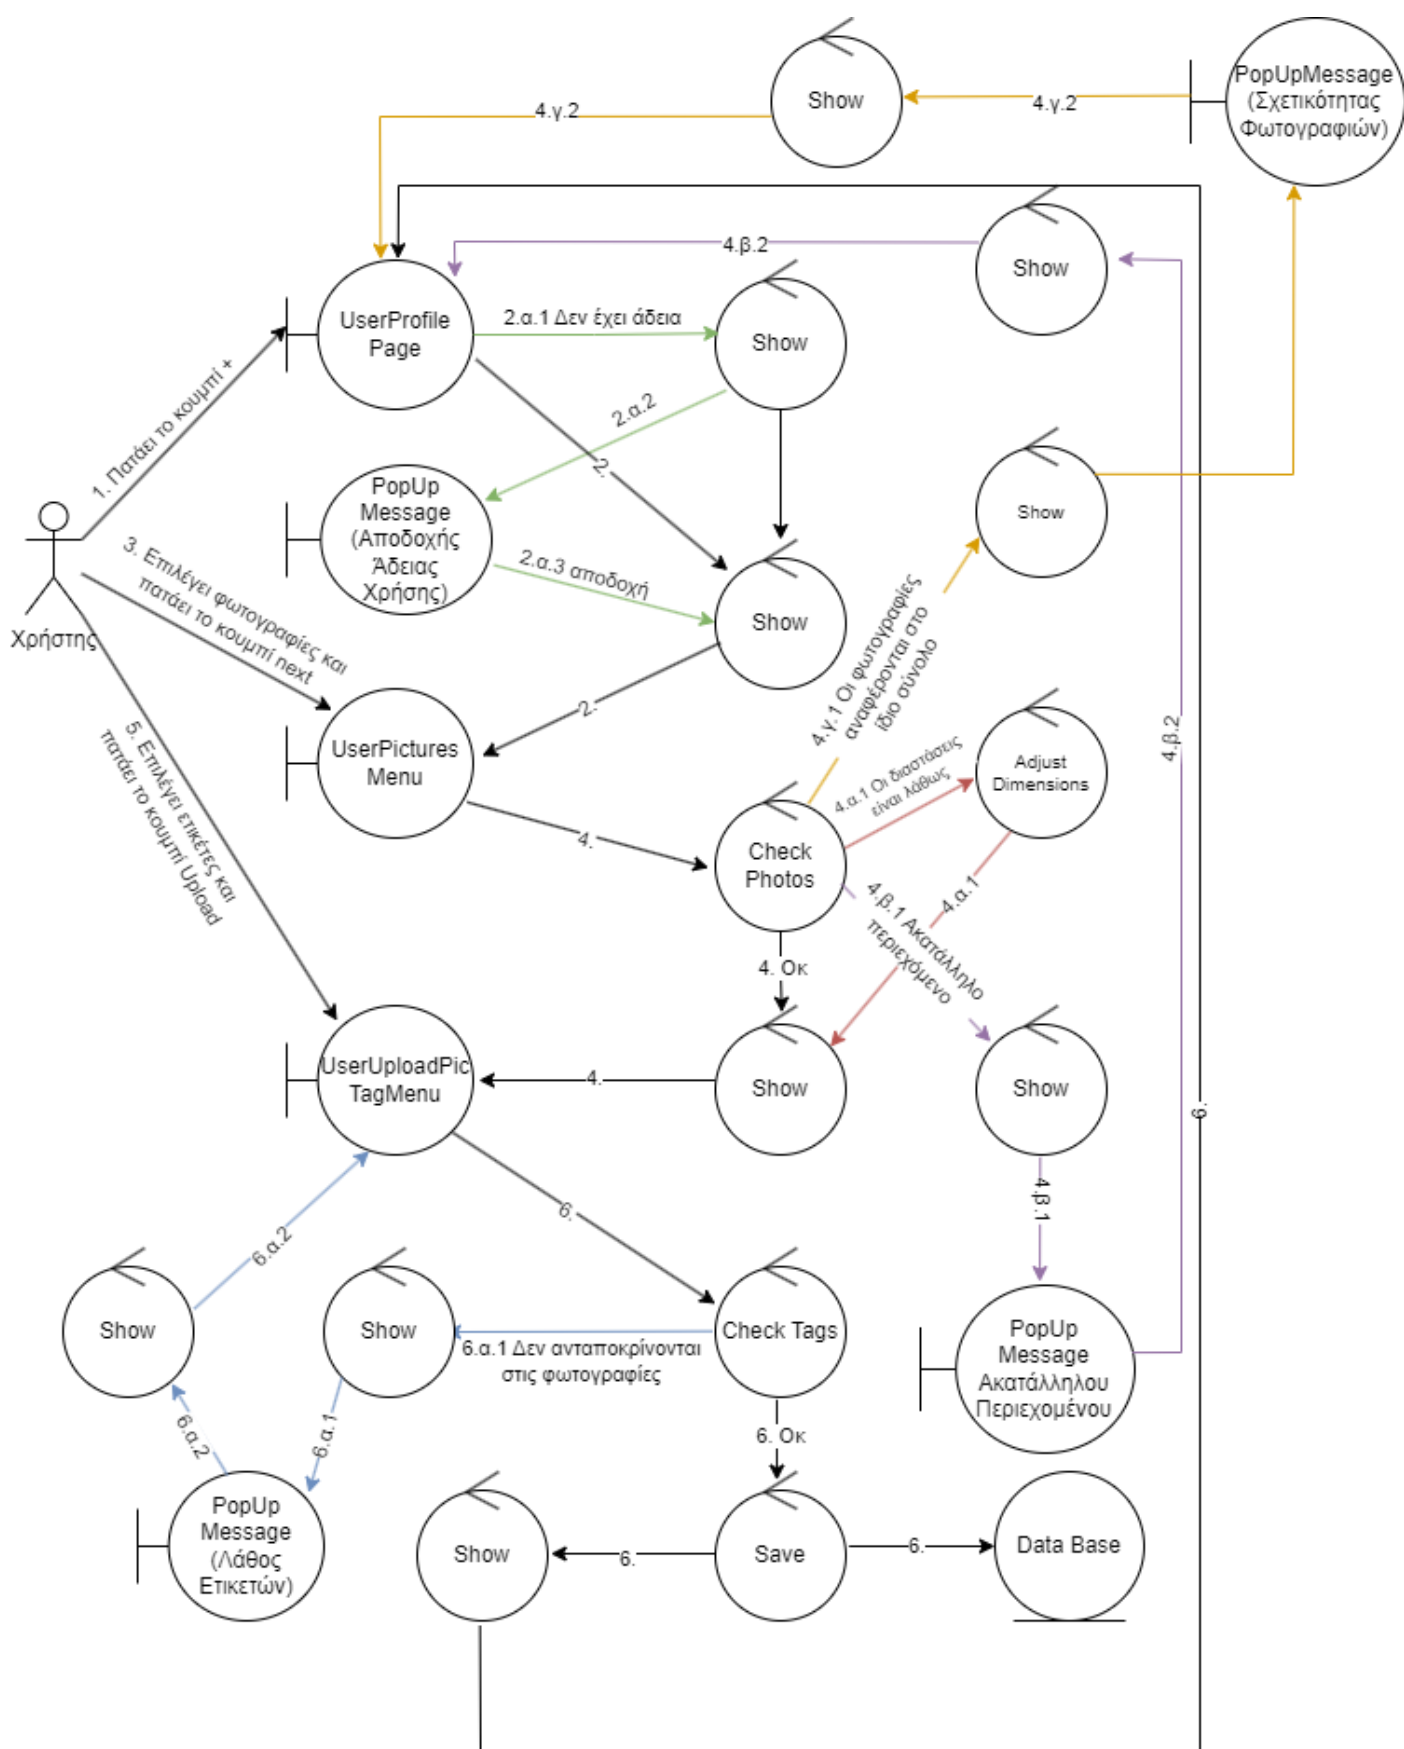 Show
PopUpMessage
(Σχετικότητας
Φωτογραφιών)
4.γ.2
4.γ.2
4.β.2
Show
UserProfile
Page
2.α.1 Δεν έχει άδεια
Show
1. Πατάει το κουμπί +
2.α.2
2.
PopUp
Message
(Αποδοχής
Άδειας
Χρήσης)
Show
2.α.3 αποδοχή
Show
Χρήστης
3. Επιλέγει φωτογραφίες και
πατάει το κουμπί next
2.
4.γ.1 Οι φωτογραφίες
αναφέρονται στο
ίδιο σύνολο
4.β.2
UserPictures
Menu
4.α.1 Οι διαστάσεις
είναι λάθως
Adjust
Dimensions
5. Επιλέγει ετικέτες και
πατάει το κουμπί Upload
4.
Check
Photos
4.α.1
4.β.1 Ακατάλληλο
περιεχόμενο
4. Οκ
UserUploadPic
TagMenu
4.
Show
Show
6.
4.β.1
6.
6.α.2
Show
Show
6.α.1 Δεν ανταποκρίνονται
στις φωτογραφίες
Check Tags
PopUp
Message
Ακατάλληλου
Περιεχομένου
6.α.2
6.α.1
6. Οκ
PopUp
Message
(Λάθος
Ετικετών)
Show
6.
Save
6.
Data Base